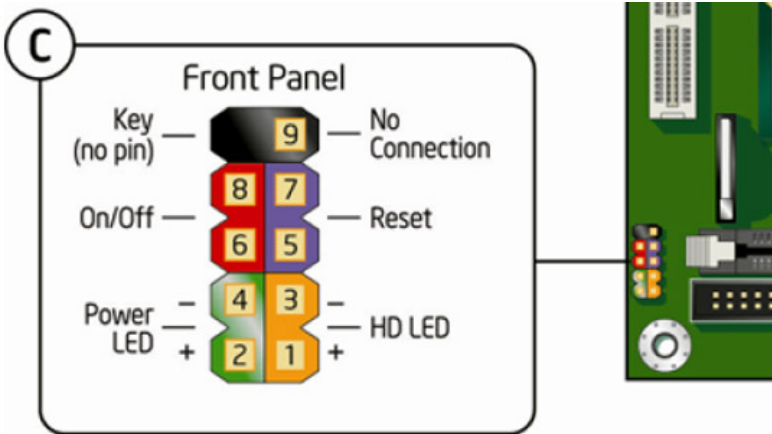 C
Front Panel
Key
(no pin)
9
No
Connection
8
7
On/Off
Reset
6
5
Power
LED
-
4
3
-
HD LED
+
2
1
+